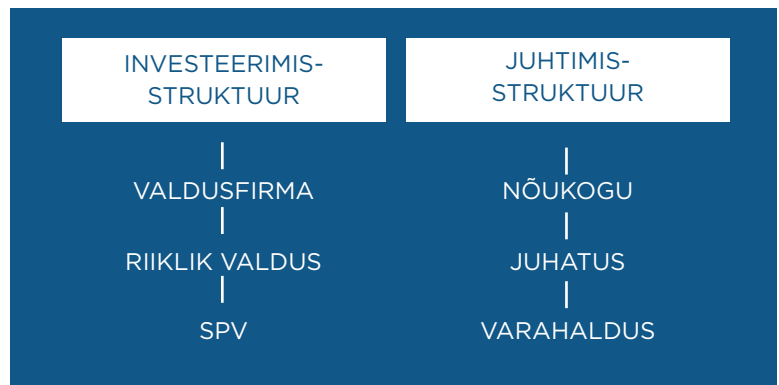 INVESTEERIMIS-
STRUKTUUR
VALDUSFIRMA
RIIKLIK VALDUS
SPV
JUHTIMIS-
STRUKTUUR
NÕUKOGU
JUHATUS
VARAHALDUS